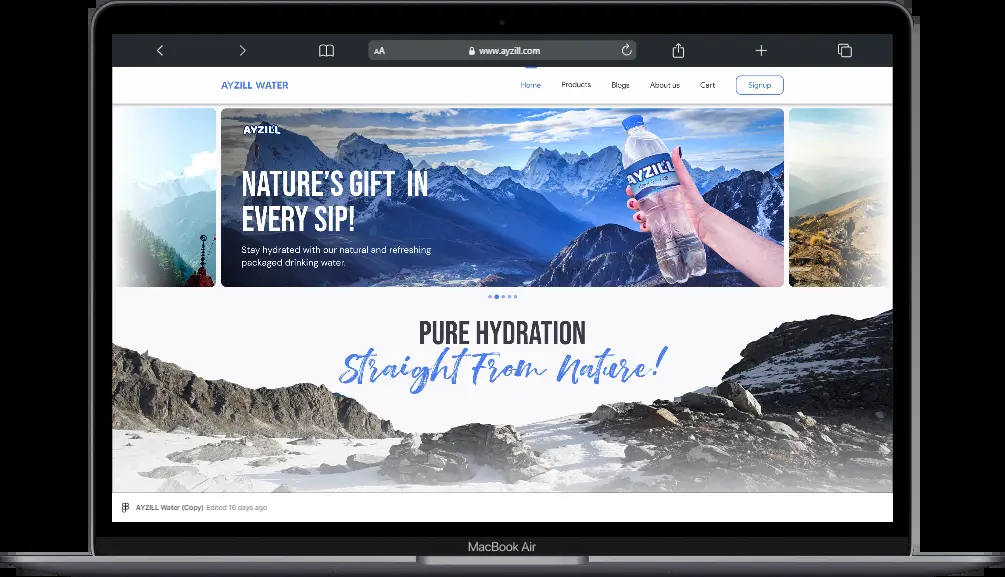 AA www.ayzill.com
AYZILL WATER Home Products Blogs About us Cart Signup
AYZILL
NATURE'S GIFT IN
EVERY SIP!
Stay hydrated with our natural and refreshing
packaged drinking water.
AYZILL
PURE HYDRATION
Straight From Nature!
AYZILL Water (Copy) Edited 16 days ago
MacBook Air